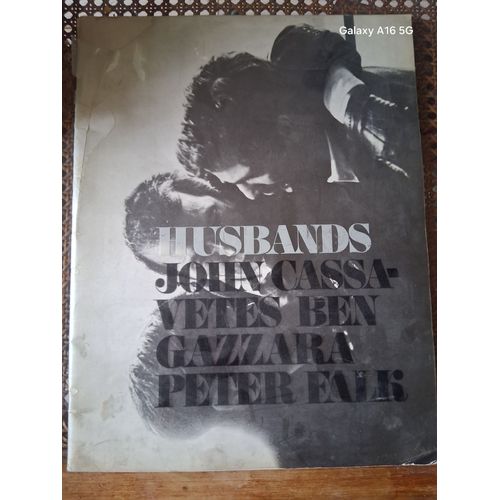 Galaxy A16 5G
HUSBANDS
JOHN CASSA-
VETES BEN
GAZZARA
PETER FALK